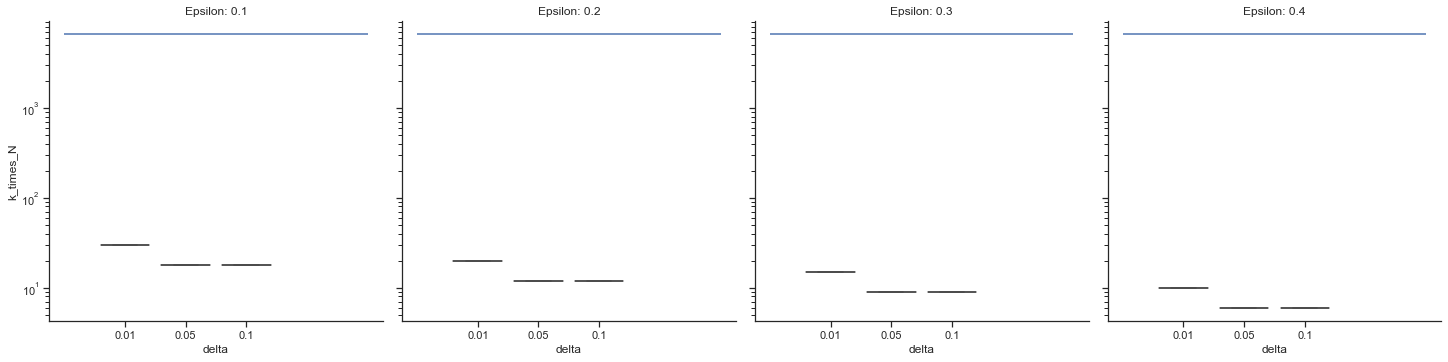 Epsilon: 0.1
Epsilon: 0.2
Epsilon: 0.3
Epsilon: 0.4
k_times_N
10³
10²
10¹
0.01 0.05 0.1
0.01 0.05 0.1
0.01 0.05 0.1
0.01 0.05 0.1
delta
delta
delta
delta